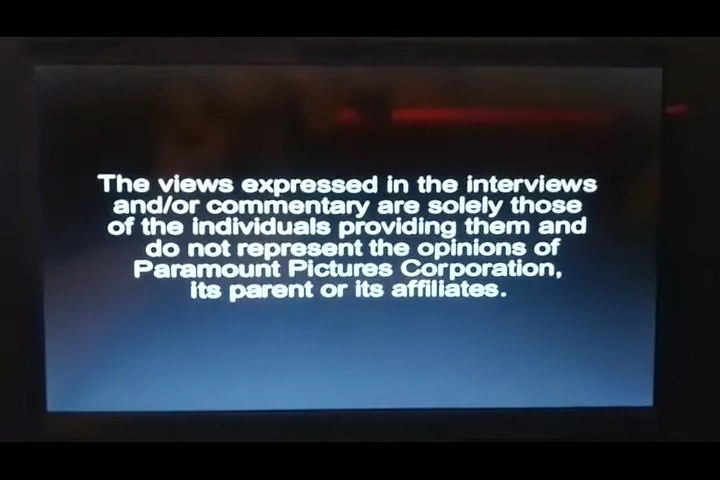 The views expressed in the interviews
and/or commentary are solely those
of the individuals providing them and
do not represent the opinions of
Paramount Pictures Corporation,
its parent or its affiliates.